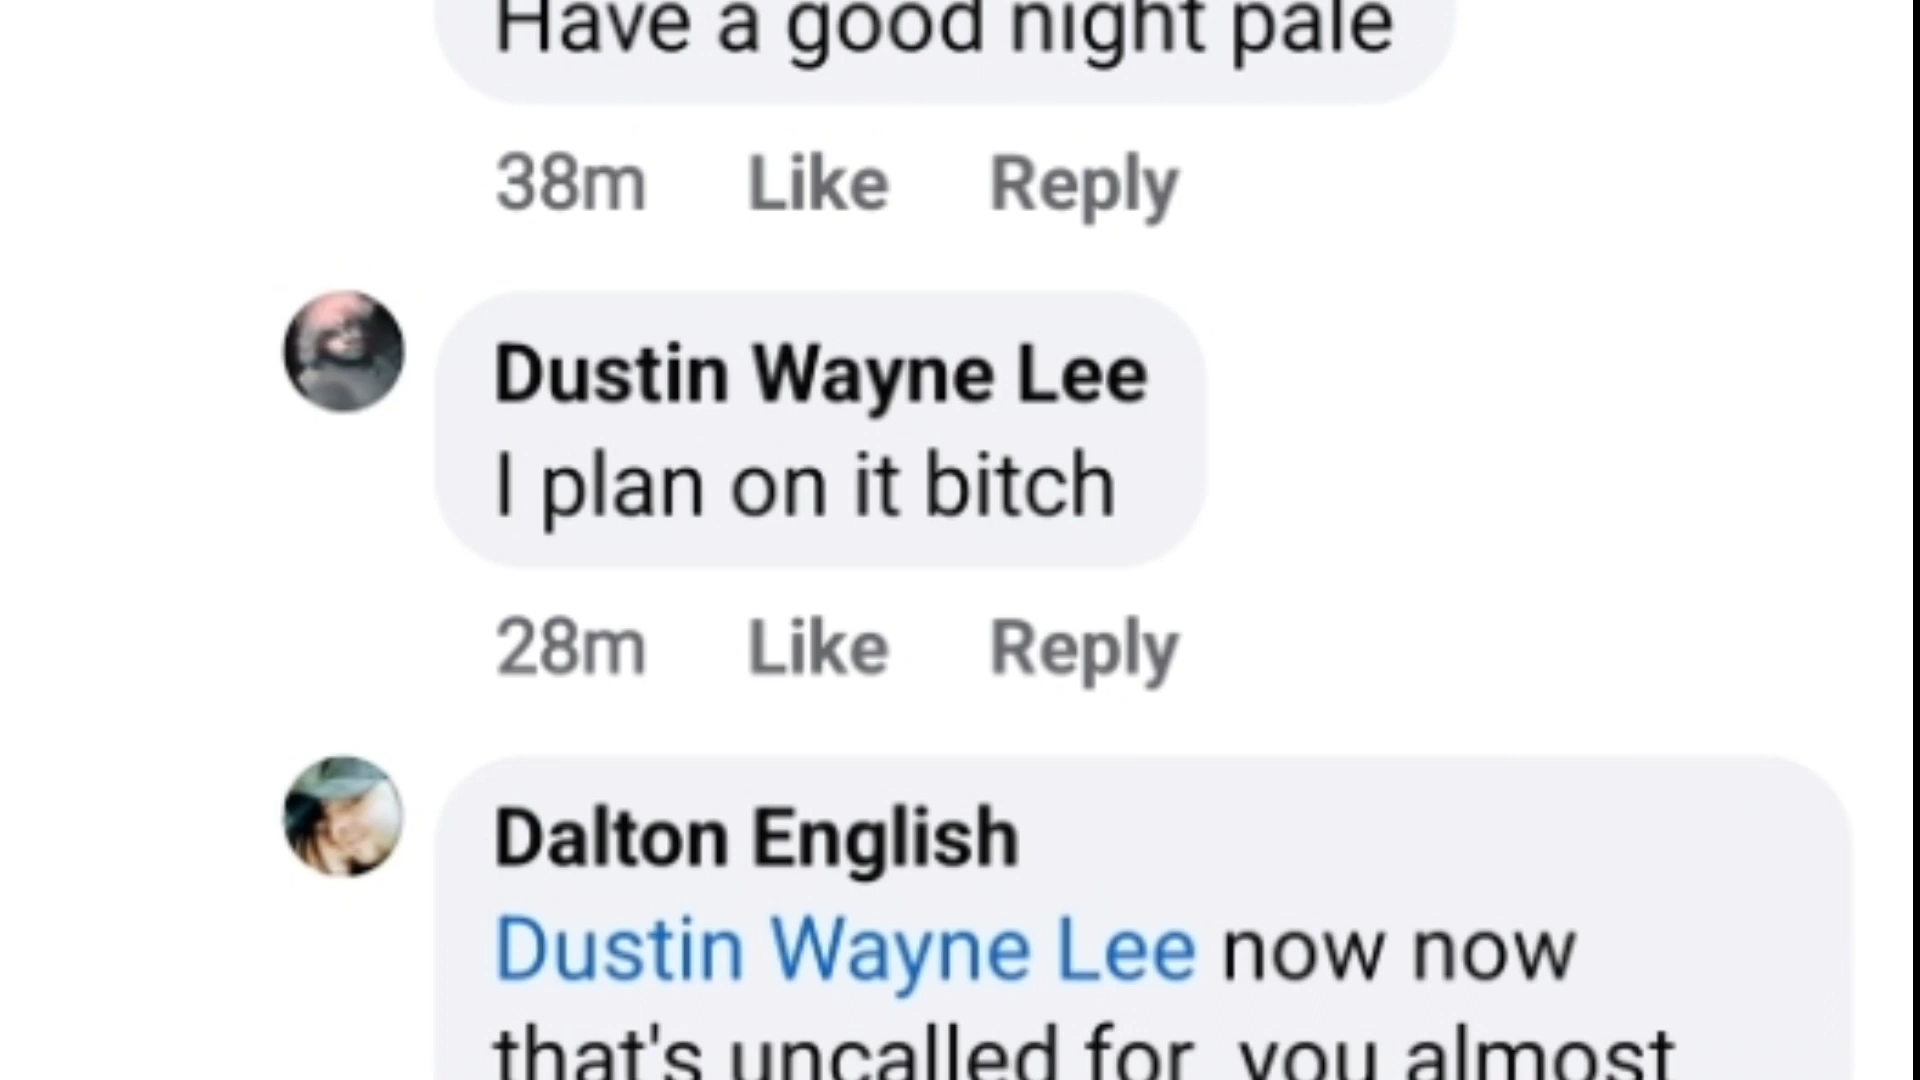 Have a good night pale
38m Like Reply
Dustin Wayne Lee
I plan on it bitch
28m Like Reply
Dalton English
Dustin Wayne Lee now now
that's uncalled for you almost